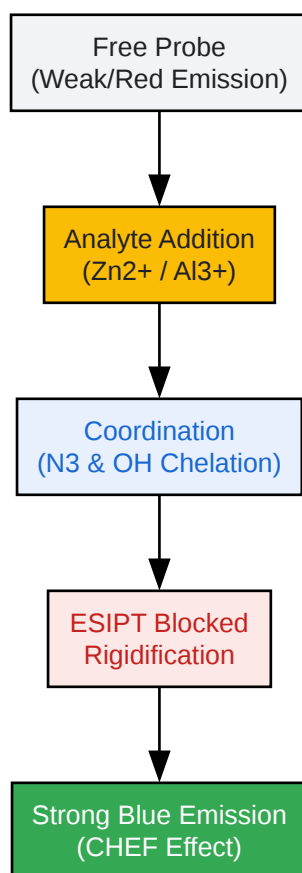 Free Probe
(Weak/Red Emission)
Analyte Addition
(Zn2+ / Al3+)
Coordination
(N3 & OH Chelation)
ESIPT Blocked
Rigidification
Strong Blue Emission
(CHEF Effect)